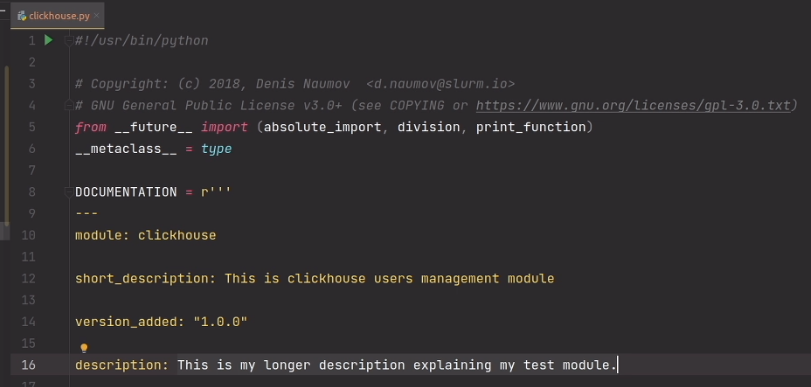 clickhouse.py
1 #!/usr/bin/python
2
3 # Copyright: (c) 2018, Denis Naumov <d.naumov@slurm.io>
4 # GNU General Public License v3.0+ (see COPYING or https://www.gnu.org/licenses/gpl-3.0.txt)
5 from __future__ import (absolute_import, division, print_function)
6 __metaclass__ = type
7
8 DOCUMENTATION = r'''
9 ---
10 module: clickhouse
11
12 short_description: This is clickhouse users management module
13
14 version_added: "1.0.0"
15
16 description: This is my longer description explaining my test module.
17